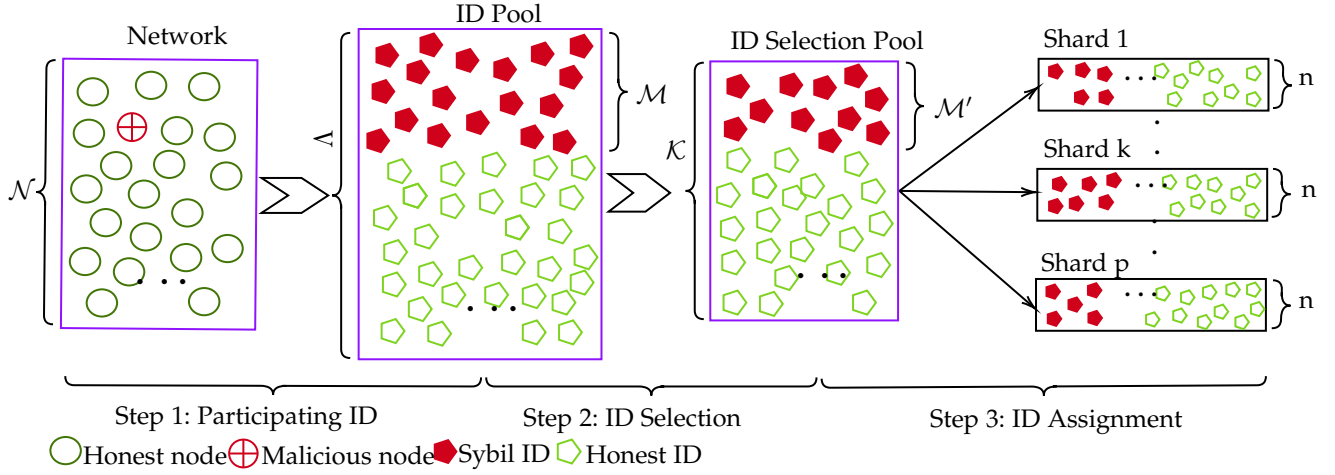 Network
ID Pool
ID Selection Pool
Shard 1
𝒩
Λ
ℳ
𝒦
ℳ′
n
Shard k
n
Shard p
n
Step 1: Participating ID
Step 2: ID Selection
Step 3: ID Assignment
Honest node
Malicious node
Sybil ID
Honest ID